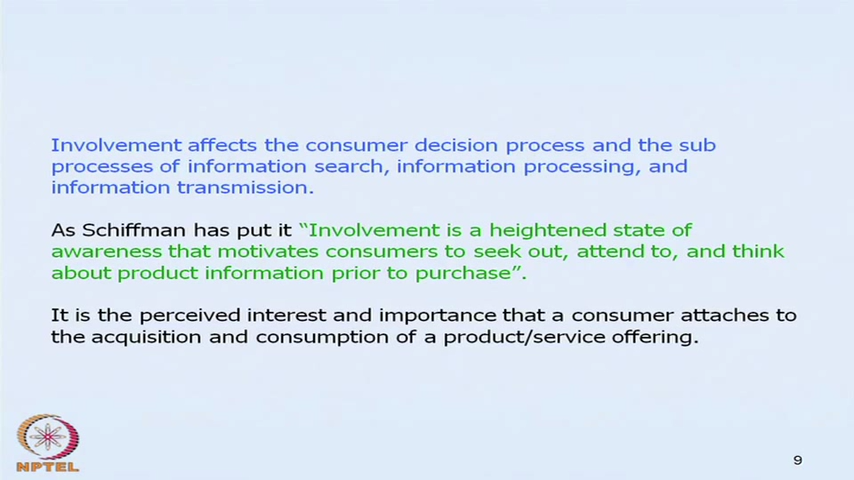 Involvement affects the consumer decision process and the sub
processes of information search, information processing, and
information transmission.
As Schiffman has put it “Involvement is a heightened state of
awareness that motivates consumers to seek out, attend to, and think
about product information prior to purchase”.
It is the perceived interest and importance that a consumer attaches to
the acquisition and consumption of a product/service offering.
NPTEL
9